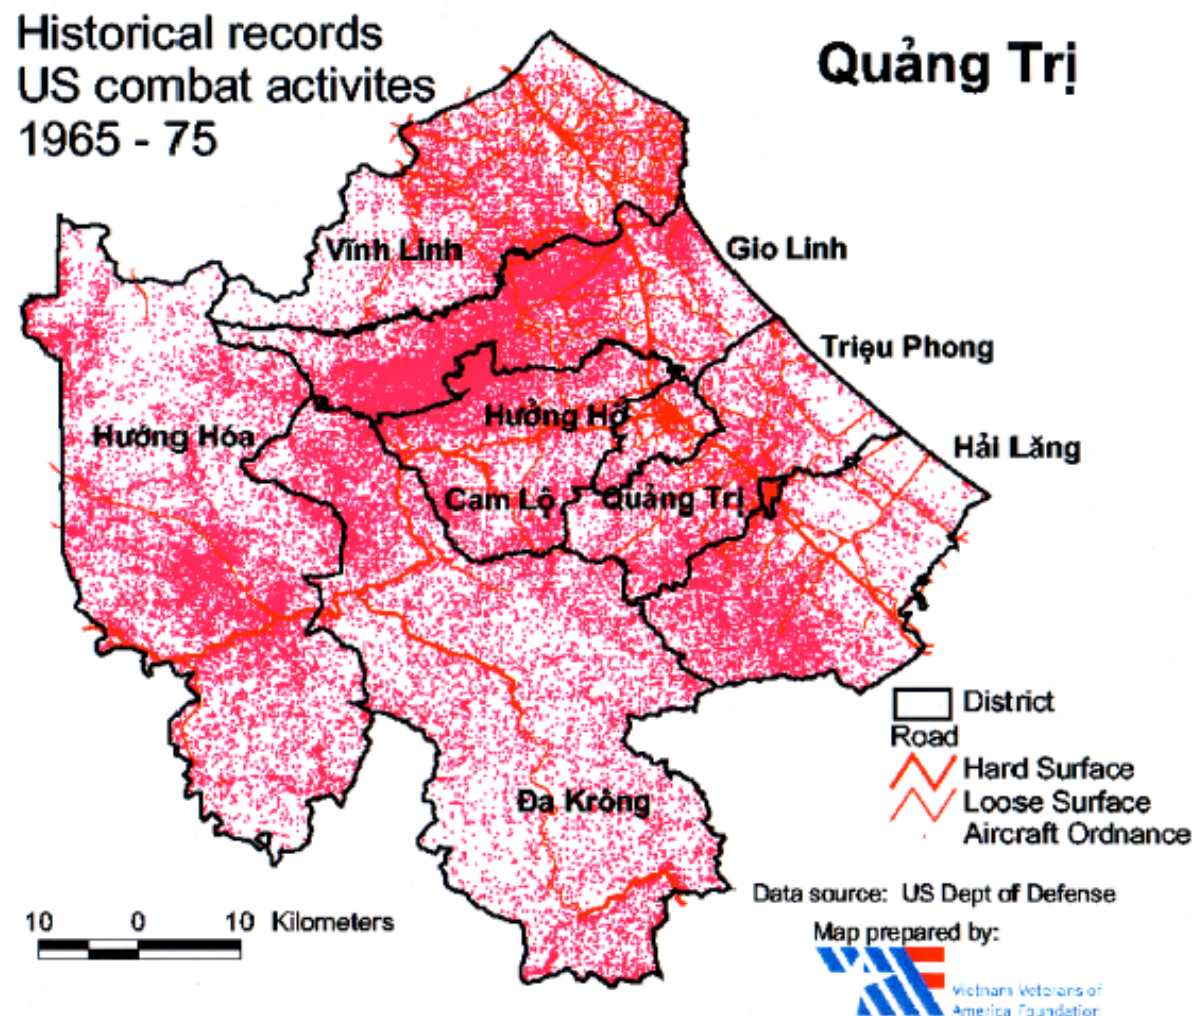 Historical records
US combat activites
1965 - 75
Quảng Trị
Vĩnh Linh
Gio Linh
Triệu Phong
Hướng Hóa
Hưởng Hở
Hải Lăng
Cam Lộ
Quảng Trị
Đa Krông
District
Road
Hard Surface
Loose Surface
Aircraft Ordnance
Data source: US Dept of Defense
10 0 10 Kilometers
Map prepared by:
Vietnam Veterans of
America Foundation